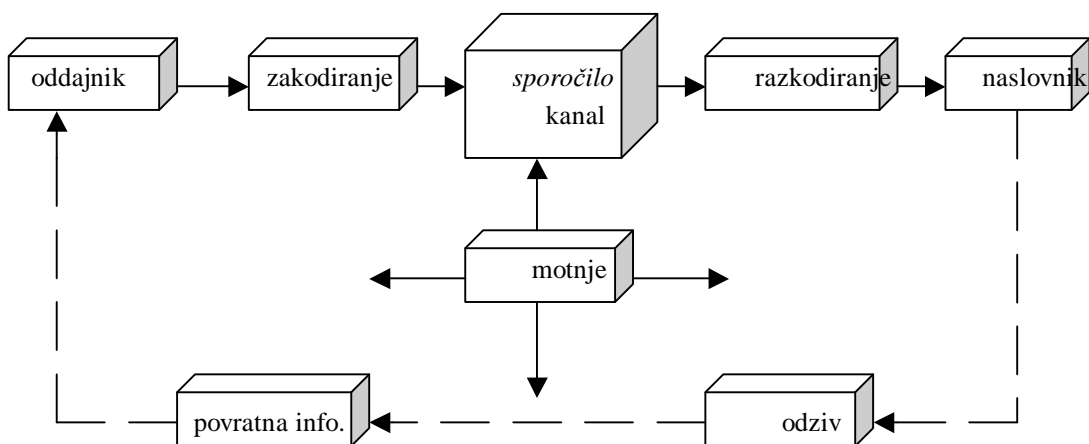 oddajnik
zakodiranje
sporočilo
kanal
razkodiranje
naslovnik
motnje
povratna info.
odziv